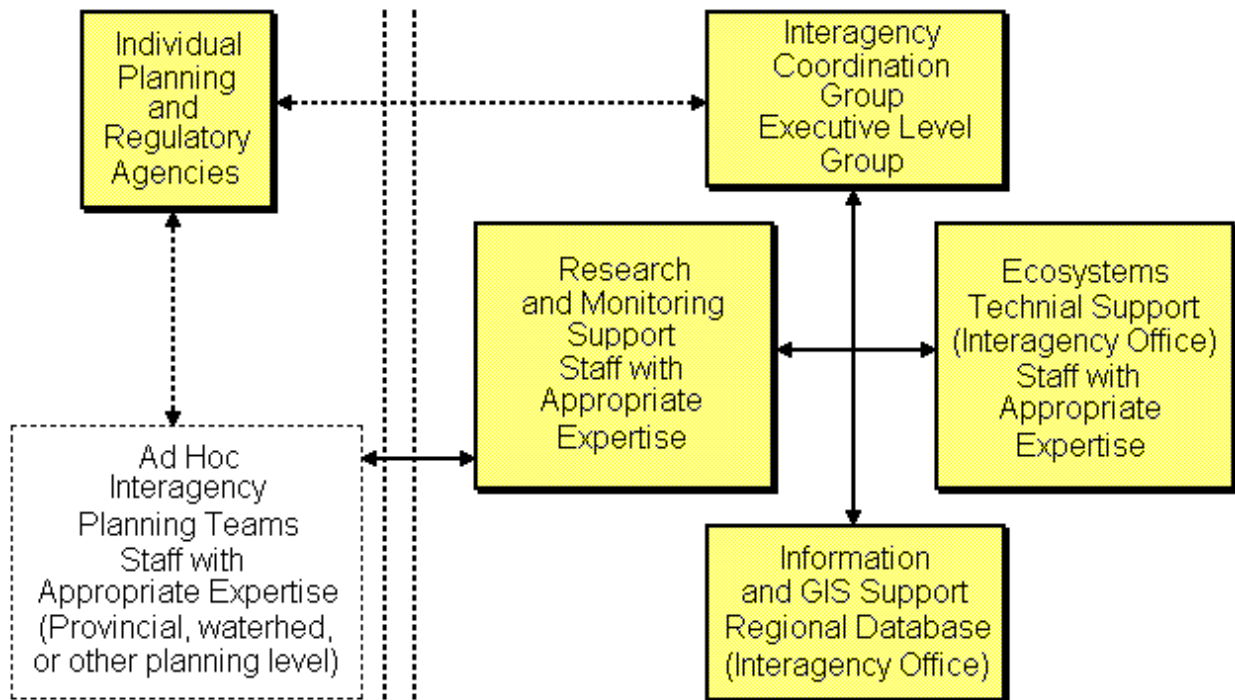 Individual
Planning
and
Regulatory
Agencies
Interagency
Coordination
Group
Executive Level
Group
Research
and Monitoring
Support
Staff with
Appropriate
Expertise
Ecosystems
Technial Support
(Interagency Office)
Staff with
Appropriate
Expertise
Ad Hoc
Interagency
Planning Teams
Staff with
Appropriate Expertise
(Provincial, waterhed,
or other planning level)
Information
and GIS Support
Regional Database
(Interagency Office)